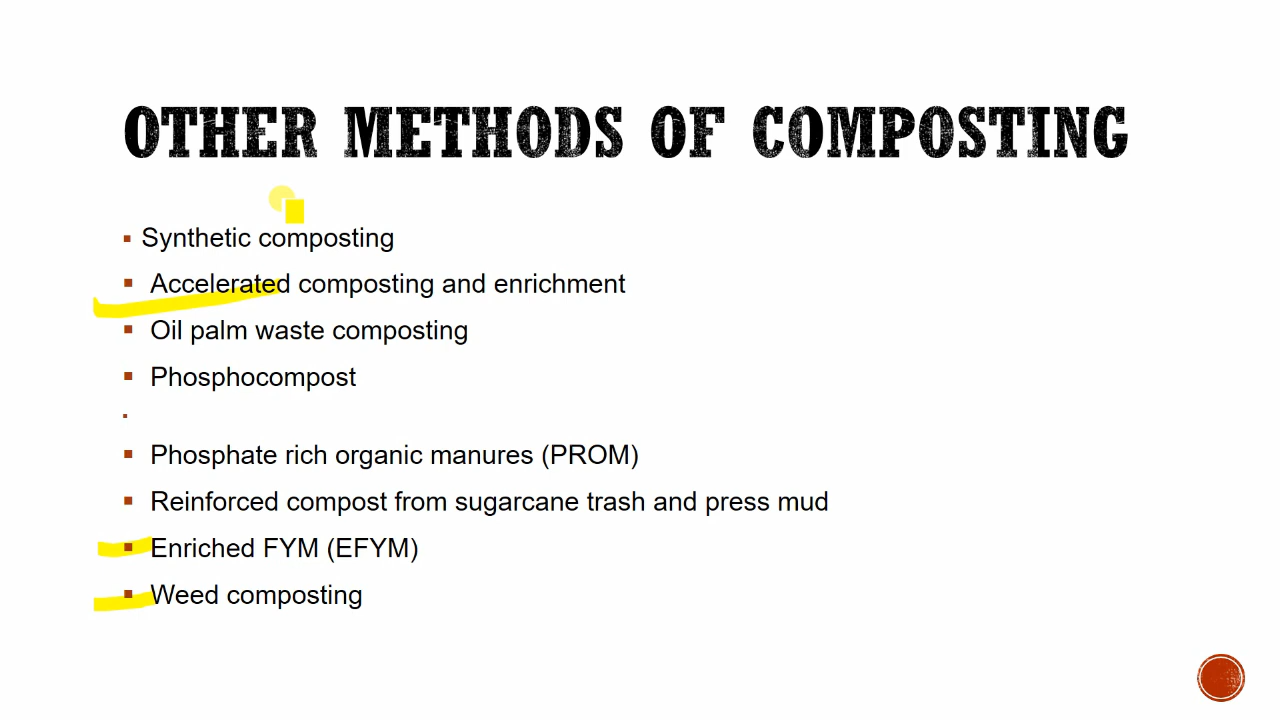 OTHER METHODS OF COMPOSTING
Synthetic composting
Accelerated composting and enrichment
Oil palm waste composting
Phosphocompost
Phosphate rich organic manures (PROM)
Reinforced compost from sugarcane trash and press mud
Enriched FYM (EFYM)
Weed composting